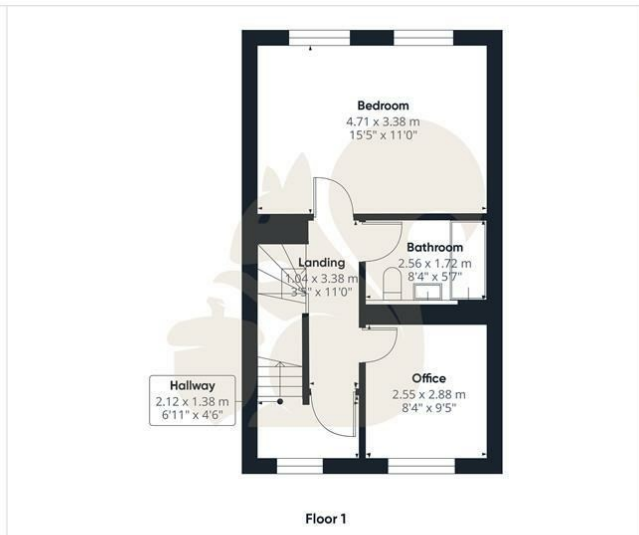 Bedroom
4.71 x 3.38 m
15'5" x 11'0"
Bathroom
2.56 x 1.72 m
8'4" x 5'7"
Landing
1.04 x 3.38 m
3'5" x 11'0"
Office
2.55 x 2.88 m
8'4" x 9'5"
Hallway
2.12 x 1.38 m
6'11" x 4'6"
Floor 1